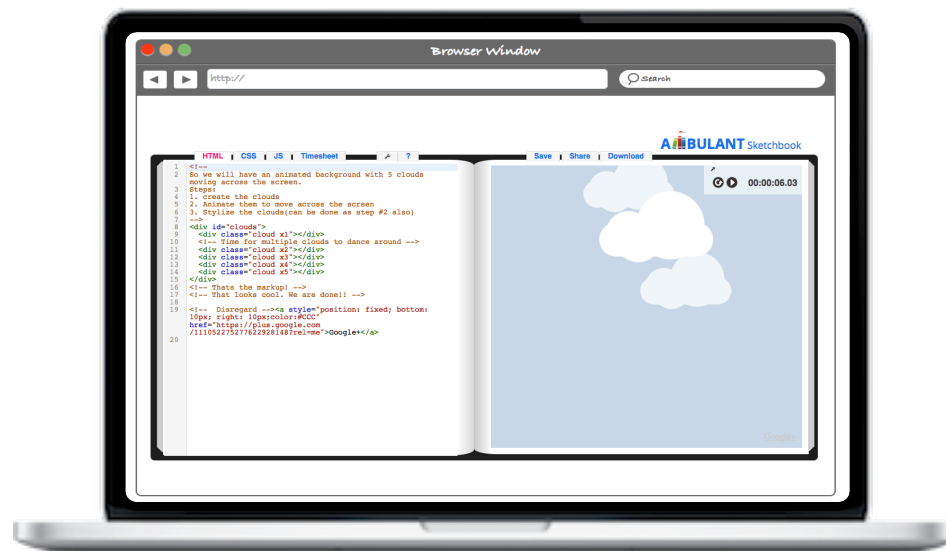 Browser Window
http://
Search
AMBULANT Sketchbook
HTML CSS JS Timesheet ?
Save Share Download
1 <!--
2 So we will have an animated background with 5 clouds
moving across the screen.
3 Steps:
4 1. create the clouds
5 2. Animate them to move across the screen
6 3. Stylize the clouds(can be done as step #2 also)
7 -->
8 <div id="clouds">
9 <div class="cloud x1"></div>
10 <!-- Time for multiple clouds to dance around -->
11 <div class="cloud x2"></div>
12 <div class="cloud x3"></div>
13 <div class="cloud x4"></div>
14 <div class="cloud x5"></div>
15 </div>
16 <!-- Thats the markup! -->
17 <!-- That looks cool. We are done!! -->
18
19 <!-- Disregard --><a style="position: fixed; bottom:
10px; right: 10px;color:#CCC"
href="https://plus.google.com
/111052275277622928148?rel=me">Google+</a>
20
00:00:06.03
Google+